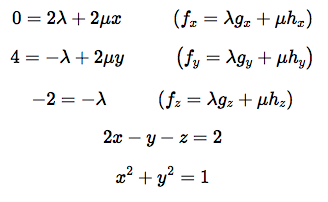 0 = 2λ + 2μx (f_x = λg_x + μh_x)
4 = −λ + 2μy (f_y = λg_y + μh_y)
−2 = −λ (f_z = λg_z + μh_z)
2x − y − z = 2
x² + y² = 1